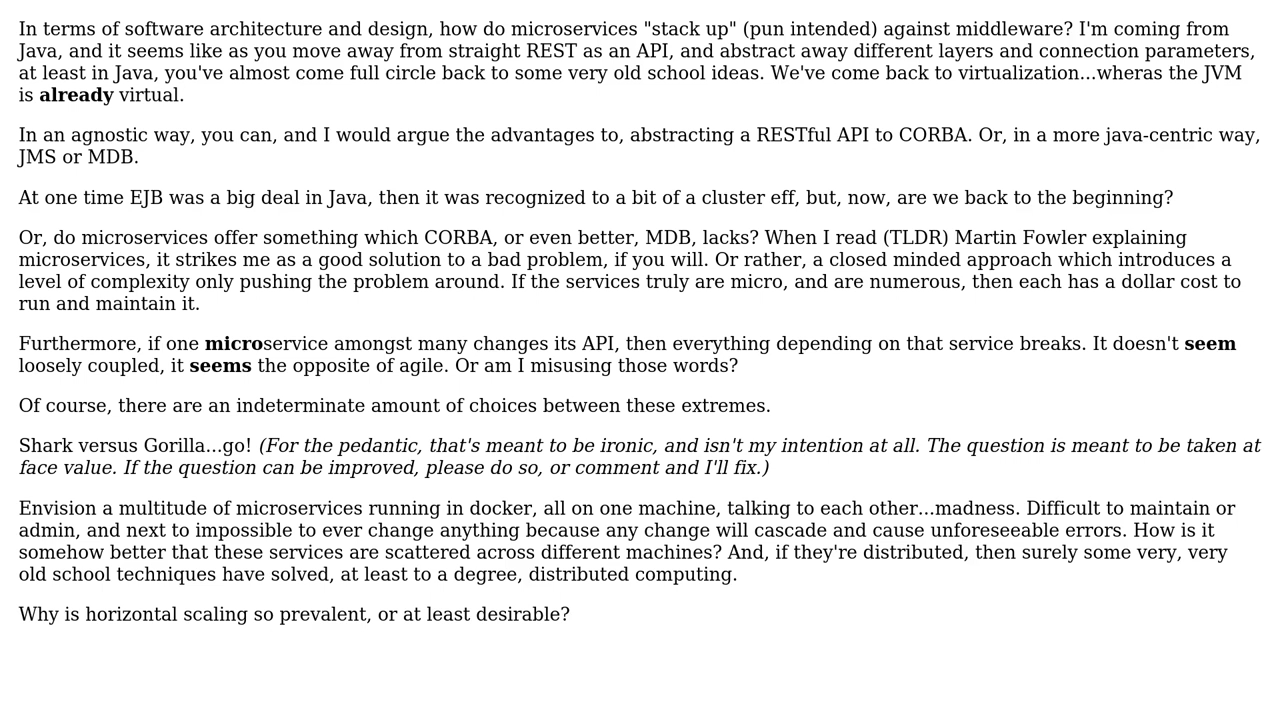 In terms of software architecture and design, how do microservices "stack up" (pun intended) against middleware? I'm coming from
Java, and it seems like as you move away from straight REST as an API, and abstract away different layers and connection parameters,
at least in Java, you've almost come full circle back to some very old school ideas. We've come back to virtualization...wheras the JVM
is already virtual.
In an agnostic way, you can, and I would argue the advantages to, abstracting a RESTful API to CORBA. Or, in a more java-centric way,
JMS or MDB.
At one time EJB was a big deal in Java, then it was recognized to a bit of a cluster eff, but, now, are we back to the beginning?
Or, do microservices offer something which CORBA, or even better, MDB, lacks? When I read (TLDR) Martin Fowler explaining
microservices, it strikes me as a good solution to a bad problem, if you will. Or rather, a closed minded approach which introduces a
level of complexity only pushing the problem around. If the services truly are micro, and are numerous, then each has a dollar cost to
run and maintain it.
Furthermore, if one microservice amongst many changes its API, then everything depending on that service breaks. It doesn't seem
loosely coupled, it seems the opposite of agile. Or am I misusing those words?
Of course, there are an indeterminate amount of choices between these extremes.
Shark versus Gorilla...go! (For the pedantic, that's meant to be ironic, and isn't my intention at all. The question is meant to be taken at
face value. If the question can be improved, please do so, or comment and I'll fix.)
Envision a multitude of microservices running in docker, all on one machine, talking to each other...madness. Difficult to maintain or
admin, and next to impossible to ever change anything because any change will cascade and cause unforeseeable errors. How is it
somehow better that these services are scattered across different machines? And, if they're distributed, then surely some very, very
old school techniques have solved, at least to a degree, distributed computing.
Why is horizontal scaling so prevalent, or at least desirable?